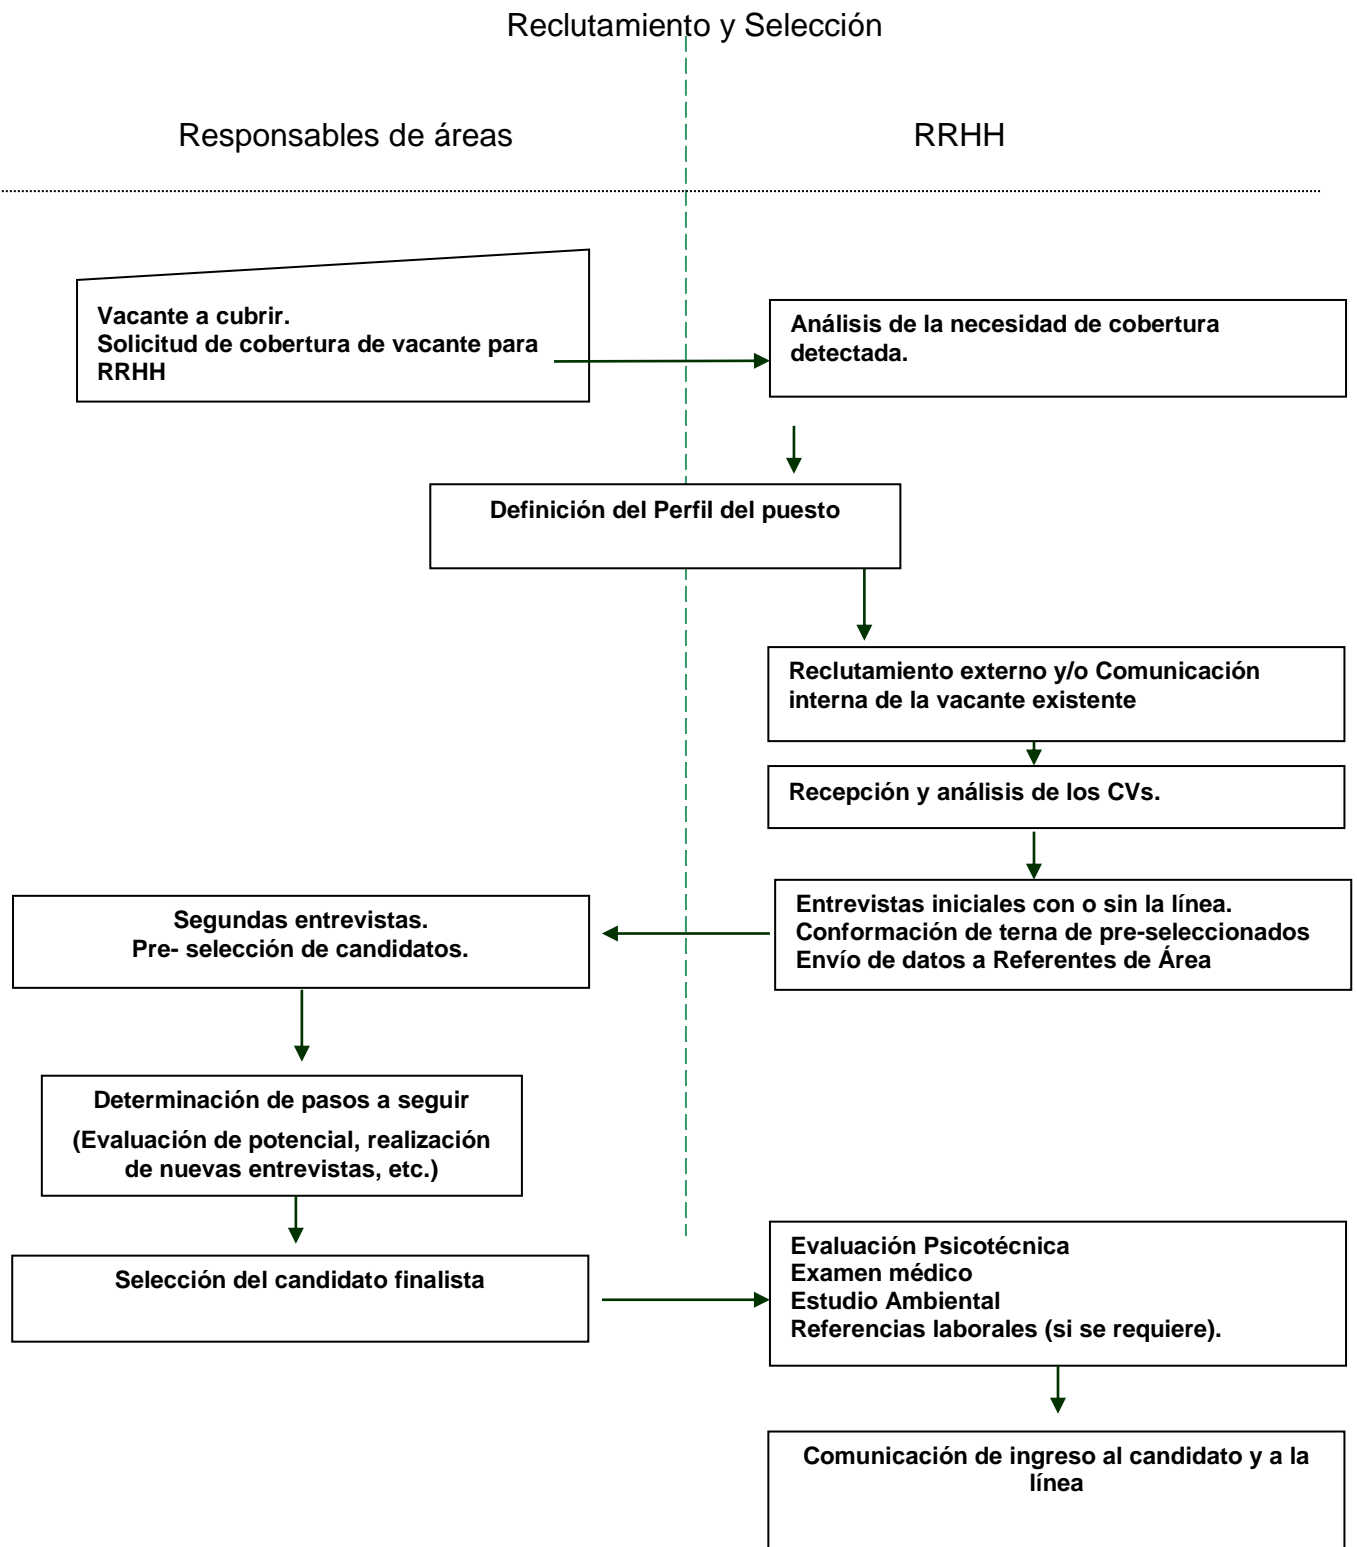 Reclutamiento y Selección
Responsables de áreas
RRHH
Vacante a cubrir.
Solicitud de cobertura de vacante para
RRHH
Análisis de la necesidad de cobertura
detectada.
Definición del Perfil del puesto
Reclutamiento externo y/o Comunicación
interna de la vacante existente
Recepción y análisis de los CVs.
Entrevistas iniciales con o sin la línea.
Conformación de terna de pre-seleccionados
Envío de datos a Referentes de Área
Segundas entrevistas.
Pre- selección de candidatos.
Determinación de pasos a seguir
(Evaluación de potencial, realización
de nuevas entrevistas, etc.)
Selección del candidato finalista
Evaluación Psicotécnica
Examen médico
Estudio Ambiental
Referencias laborales (si se requiere).
Comunicación de ingreso al candidato y a la
línea